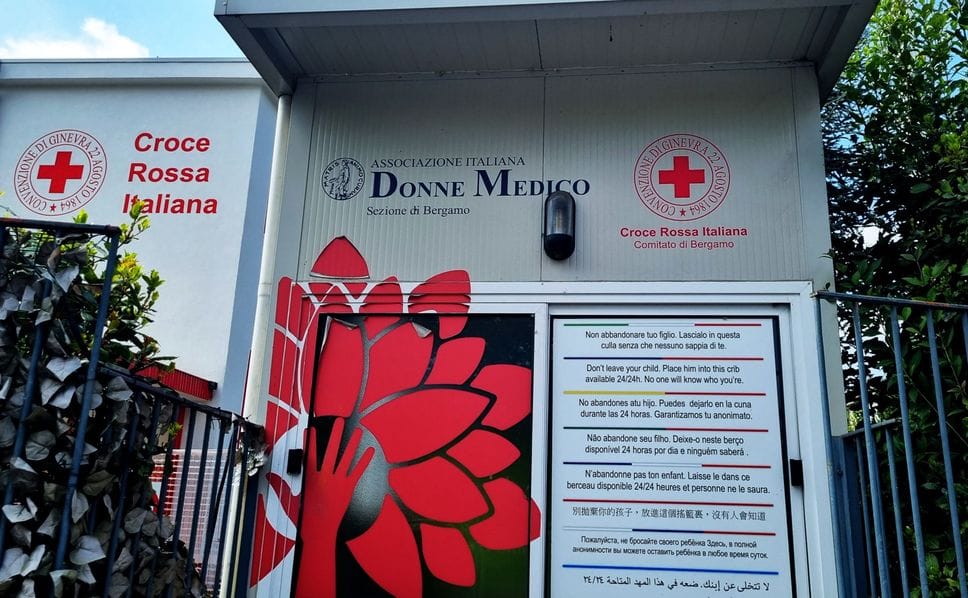 CONVENZIONE DI GINEVRA 22 AGOSTO 1864
Croce
Rossa
Italiana
ASSOCIAZIONE ITALIANA
DONNE MEDICO
Sezione di Bergamo
CONVENZIONE DI GINEVRA 22 AGOSTO 1864
Croce Rossa Italiana
Comitato di Bergamo
Non abbandonare tuo figlio. Lascialo in questa
culla senza che nessuno sappia di te.
Don't leave your child. Place him into this crib
available 24/24h. No one will know who you're.
No abandones atu hijo. Puedes dejarlo en la cuna
durante las 24 horas. Garantizamos tu anonimato.
Não abandone seu filho. Deixe-o neste berço
disponível 24 horas por dia e ninguém saberá .
N'abandonne pas ton enfant. Laisse le dans ce
berceau disponible 24/24 heures et personne ne le saura.
別拋棄你的孩子，放進這個搖籃裹，沒有人會知道
Пожалуйста, не бросайте своего ребёнка Здесь, в полной
анонимности вы можете оставить ребёнка в любое время суток.
لا تتخلى عن إبنك. ضعه في هذا المهد المتاحة ٢٤/٢٤